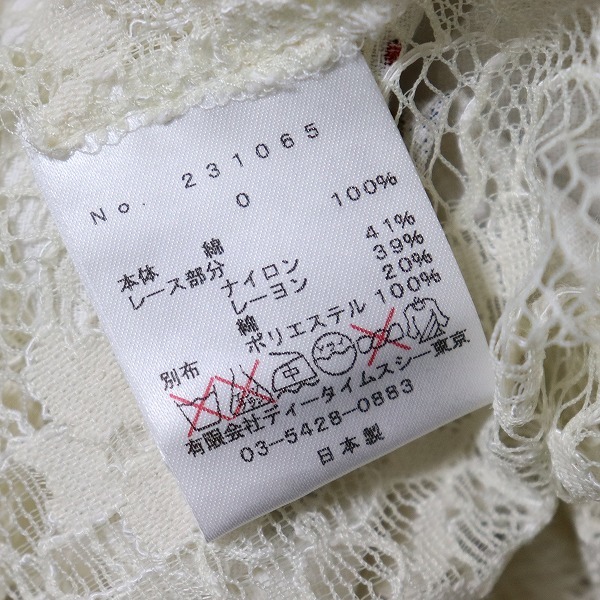 No. 231065
0
本体 綿 100%
レース部分 ナイロン 41%
レーヨン 39%
綿 20%
別布 ポリエステル 100%
有限会社ディータイムスシー東京
03-5428-0883
日本製